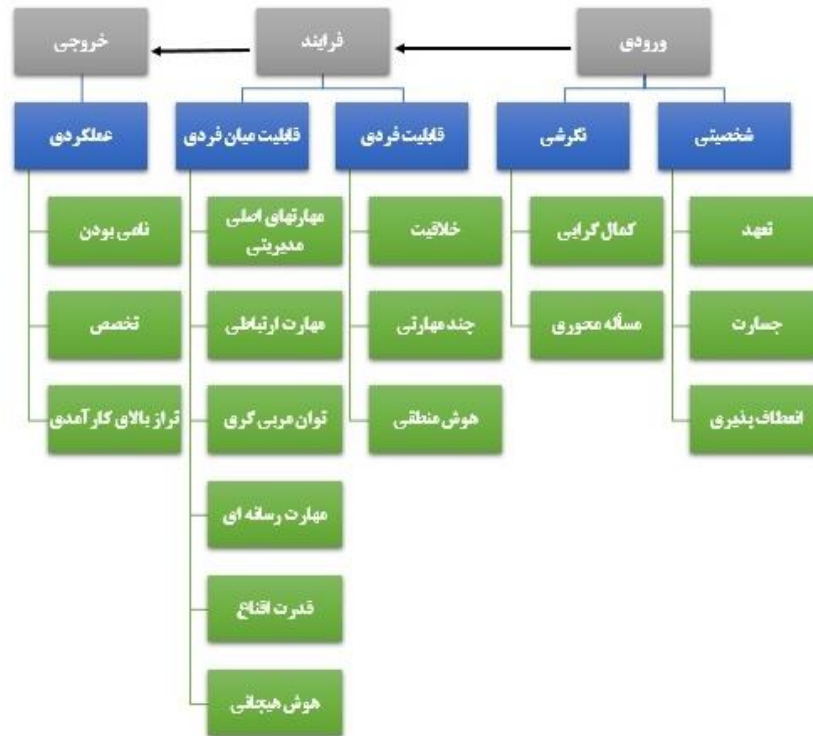 ورودی
فرایند
خروجی
شخصیتی
نگرشی
قابلیت فردی
قابلیت میان فردی
عملکردی
تعهد
کمال گرایی
خلاقیت
مهارتهای اصلی
مدیریتی
نامی بودن
جسارت
مسأله محوری
چند مهارتی
مهارت ارتباطی
تخصص
انعطاف پذیری
هوش منطقی
توان مربی گری
تراز بالای کارآمدی
مهارت رسانه ای
قدرت اقناع
هوش هیجانی